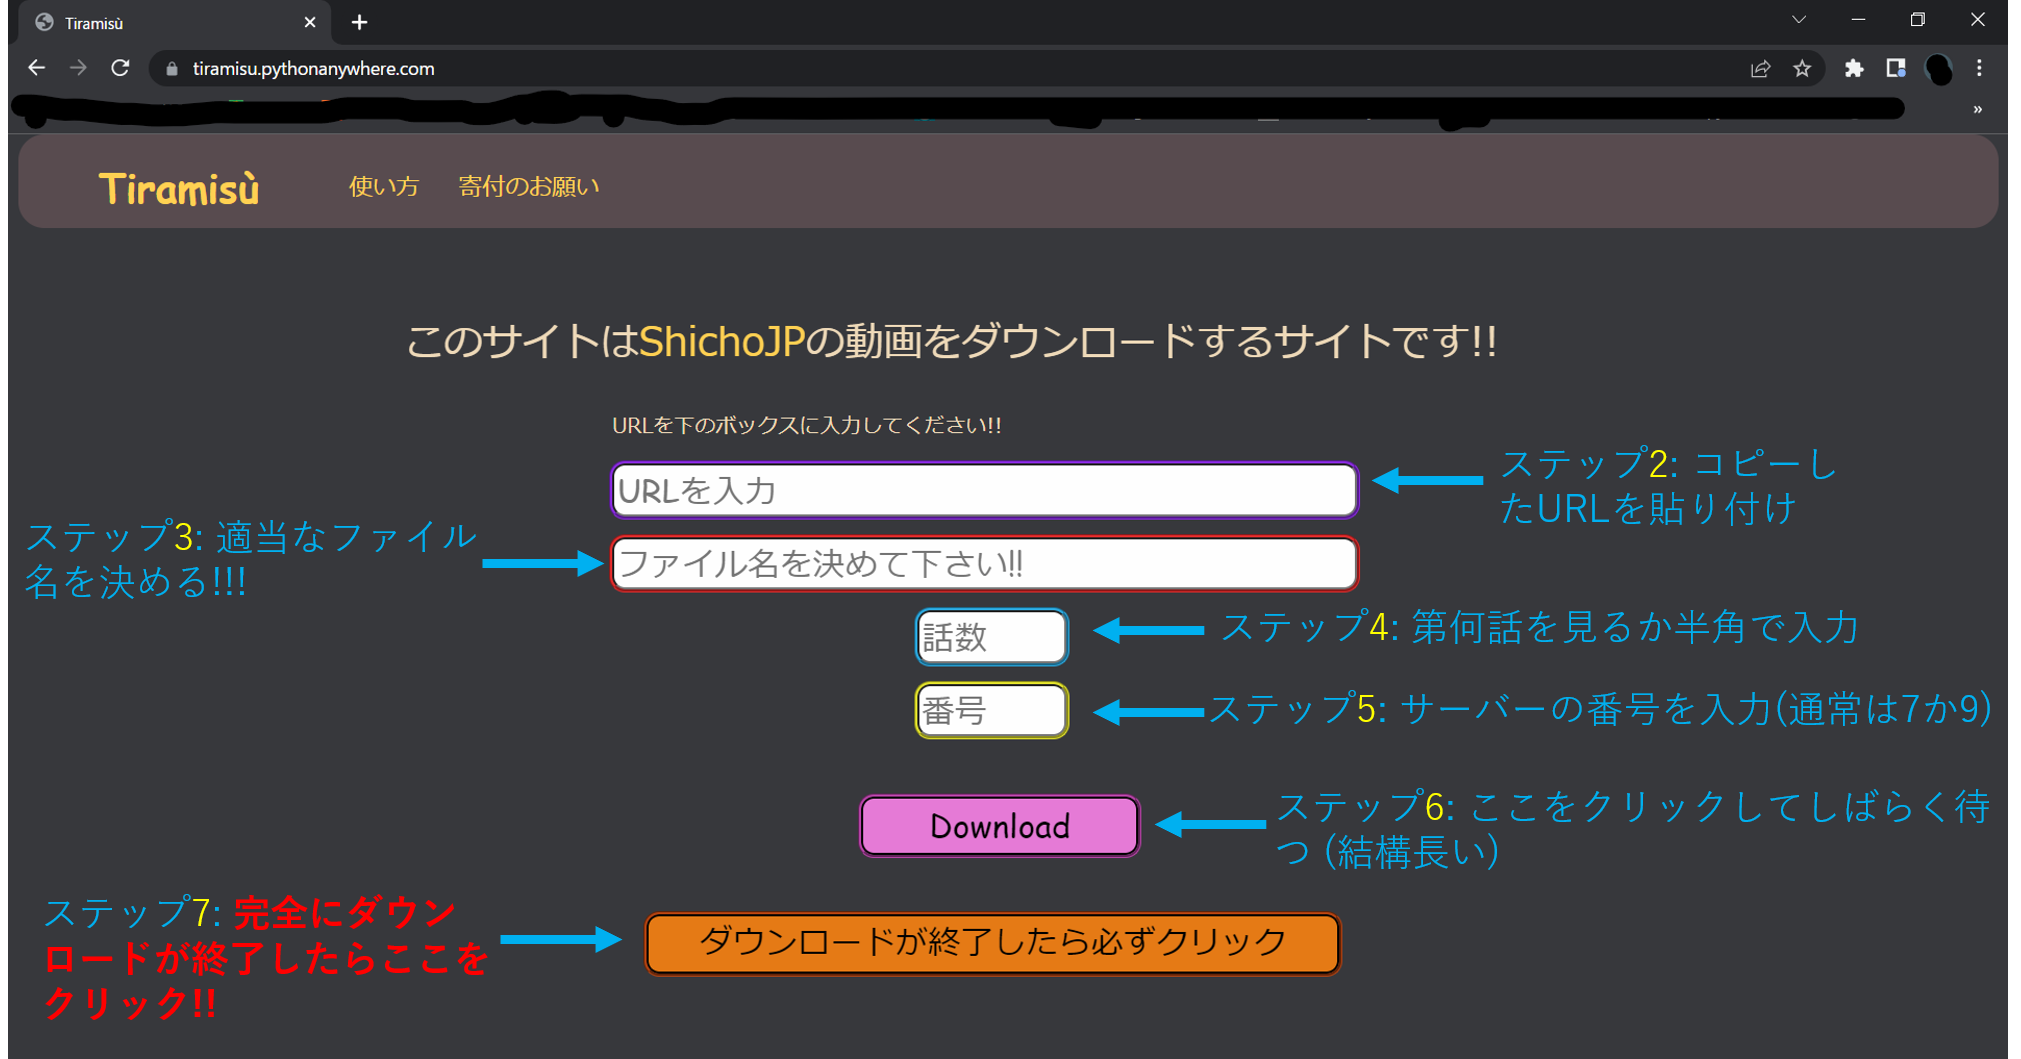 Tiramisù
tiramisu.pythonanywhere.com
Tiramisù 使い方 寄付のお願い
このサイトはShichoJPの動画をダウンロードするサイトです!!
URLを下のボックスに入力してください!!
URLを入力
ステップ2: コピーし
たURLを貼り付け
ステップ3: 適当なファイル
名を決める!!!
ファイル名を決めて下さい!!
話数
ステップ4: 第何話を見るか半角で入力
番号
ステップ5: サーバーの番号を入力(通常は7か9)
Download
ステップ6: ここをクリックしてしばらく待
つ (結構長い)
ステップ7: 完全にダウン
ロードが終了したらここを
クリック!!
ダウンロードが終了したら必ずクリック